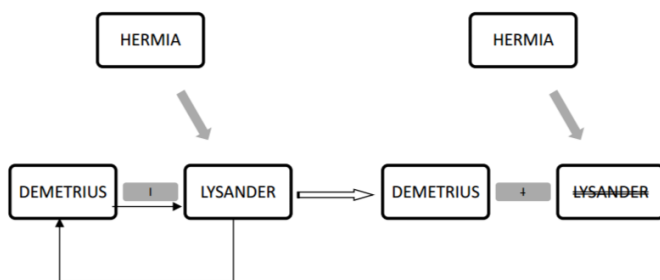 HERMIA
HERMIA
DEMETRIUS
LYSANDER
DEMETRIUS
LYSANDER